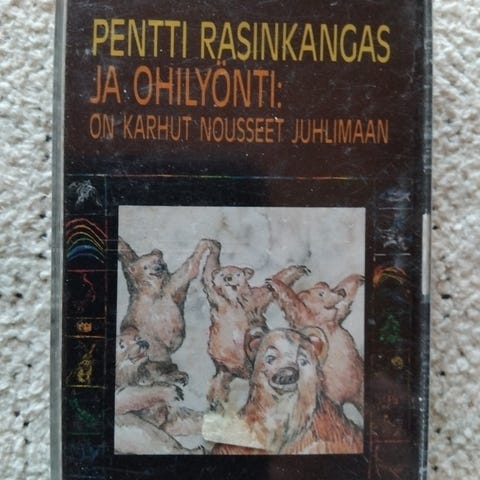 PENTTI RASINKANGAS
JA OHILYÖNTI:
ON KARHUT NOUSSEET JUHLIMAAN